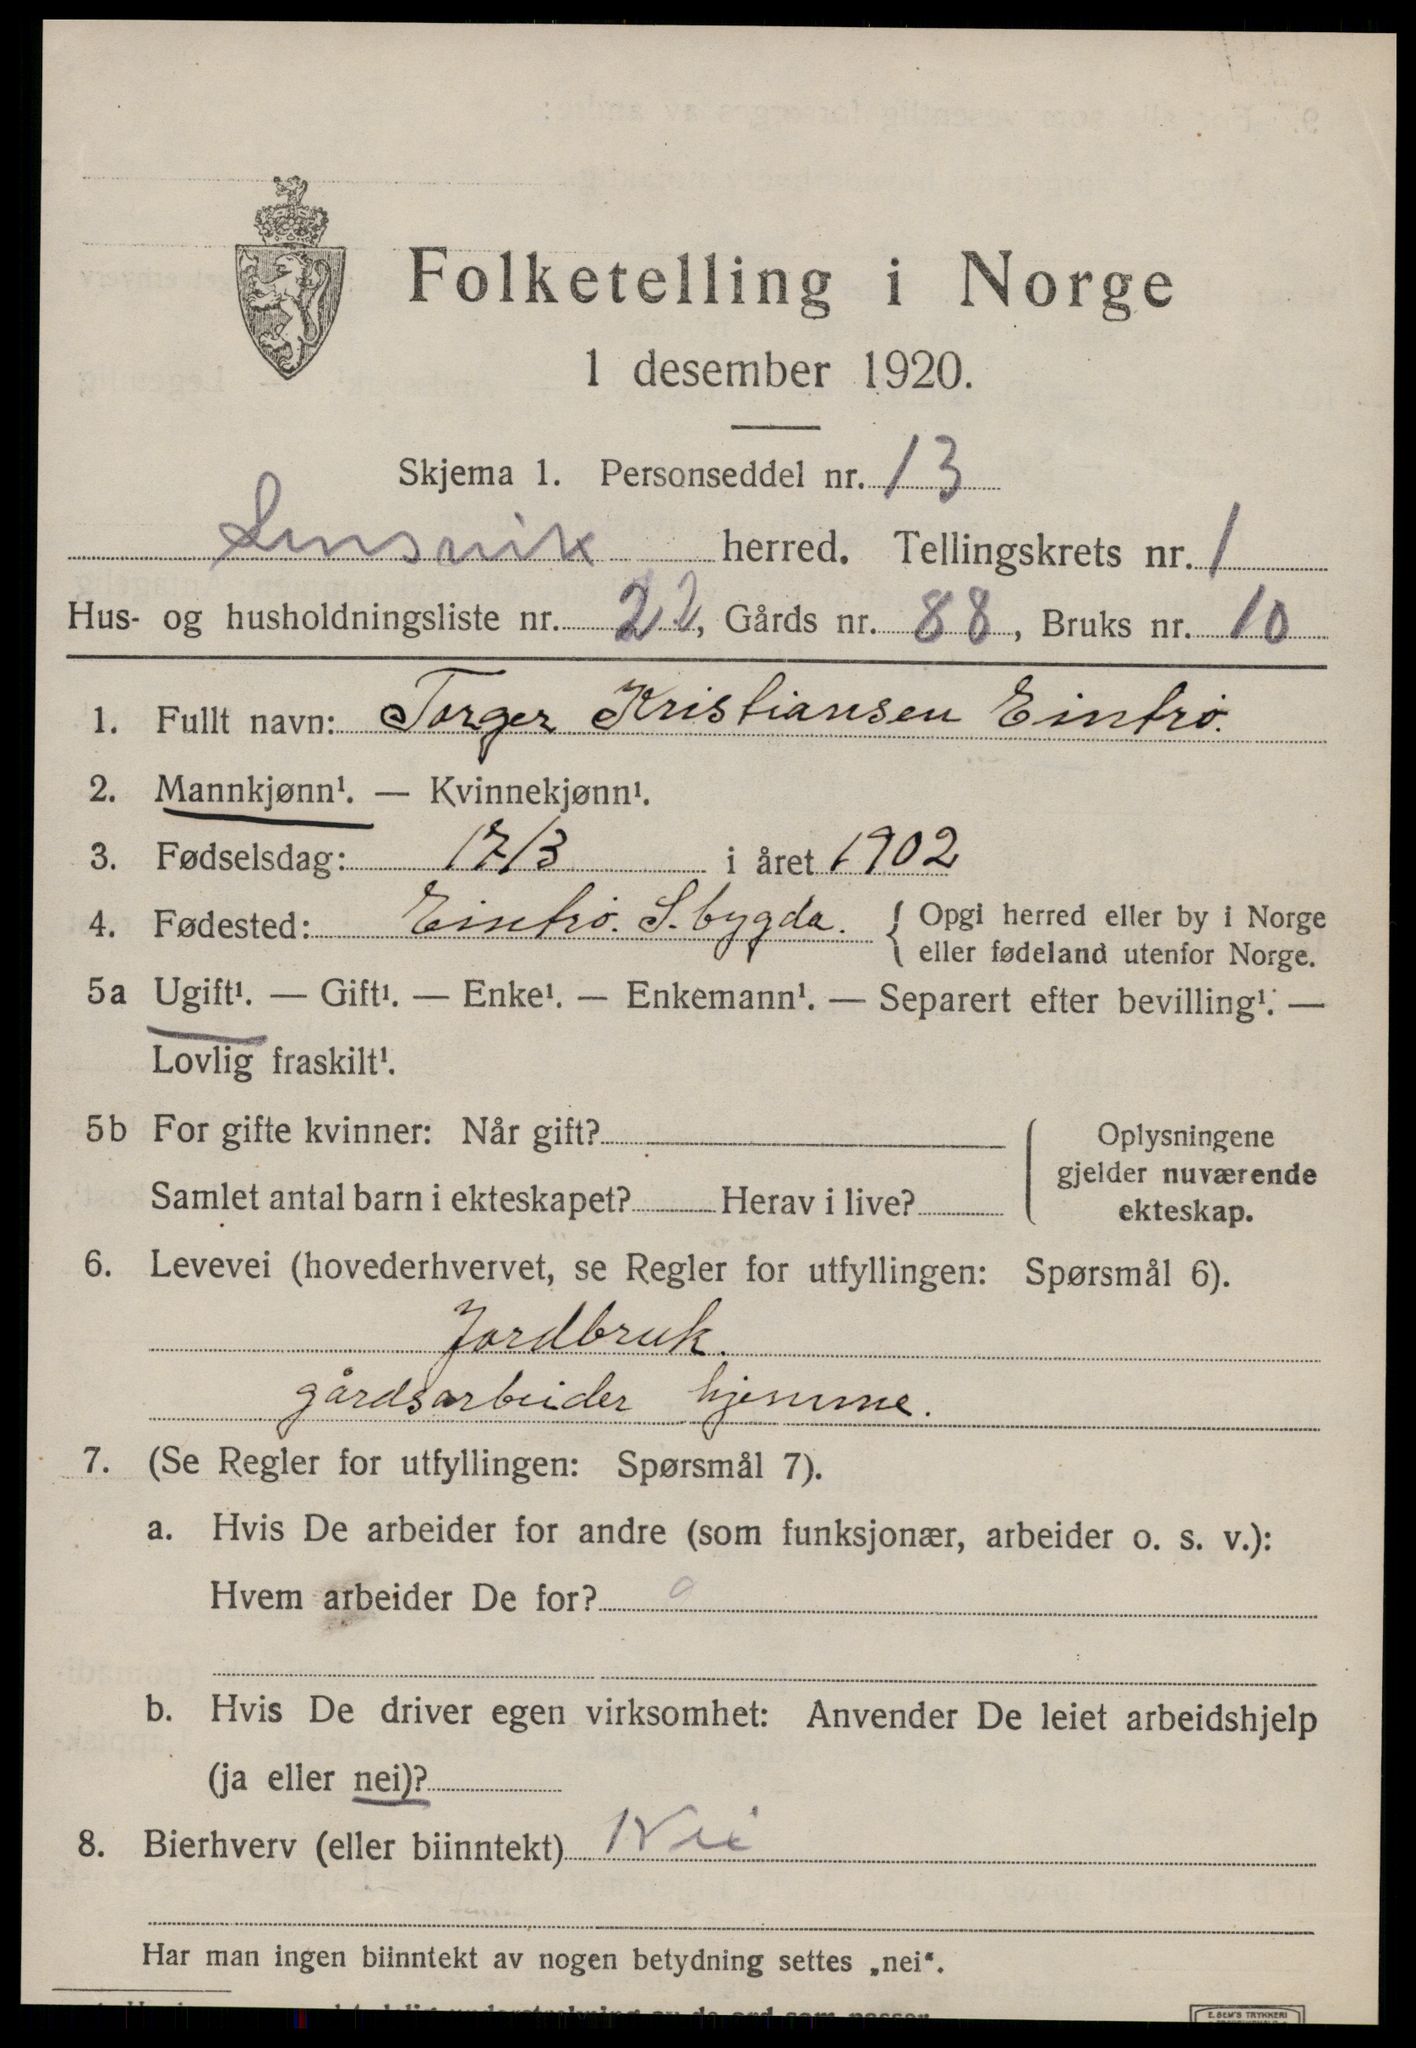 Folketelling i Norge
1 desember 1920.
Skjema 1. Personseddel nr. 13
Lensvik herred. Tellingskrets nr. 1
Hus- og husholdningsliste nr. 22, Gårds nr. 88, Bruks nr. 10
1. Fullt navn: Torger Kristiansen Eintrø.
2. Mannkjønn¹. — Kvinnekjønn¹.
3. Fødselsdag: 17/3 i året 1902
4. Fødested: Eintrø. S. bygda. { Opgi herred eller by i Norge
eller fødeland utenfor Norge.
5a Ugift¹. — Gift¹. — Enke¹. — Enkemann¹. — Separert efter bevilling¹. —
Lovlig fraskilt¹.
5b For gifte kvinner: Når gift?
Samlet antal barn i ekteskapet? Herav i live?
Oplysningene
gjelder nuværende
ekteskap.
6. Levevei (hovederhvervet, se Regler for utfyllingen: Spørsmål 6).
Jordbruk.
gårdsarbeider hjemme.
7. (Se Regler for utfyllingen: Spørsmål 7).
a. Hvis De arbeider for andre (som funksjonær, arbeider o. s. v.):
Hvem arbeider De for? o
b. Hvis De driver egen virksomhet: Anvender De leiet arbeidshjelp
(ja eller nei)?
8. Bierhverv (eller biinntekt) Nei
Har man ingen biinntekt av nogen betydning settes „nei“.
E. SEM'S TRYKKERI